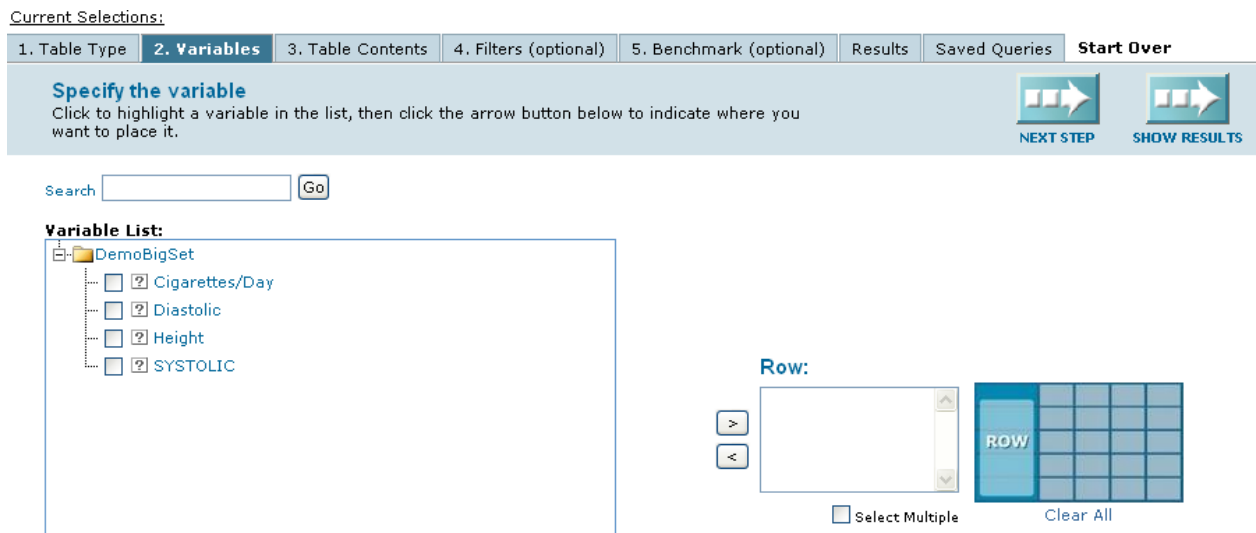 Current Selections:
1. Table Type 2. Variables 3. Table Contents 4. Filters (optional) 5. Benchmark (optional) Results Saved Queries Start Over
Specify the variable
Click to highlight a variable in the list, then click the arrow button below to indicate where you
want to place it.
NEXT STEP SHOW RESULTS
Search Go
Variable List:
DemoBigSet
? Cigarettes/Day
? Diastolic
? Height
? SYSTOLIC
Row:
>
<
ROW
Select Multiple
Clear All